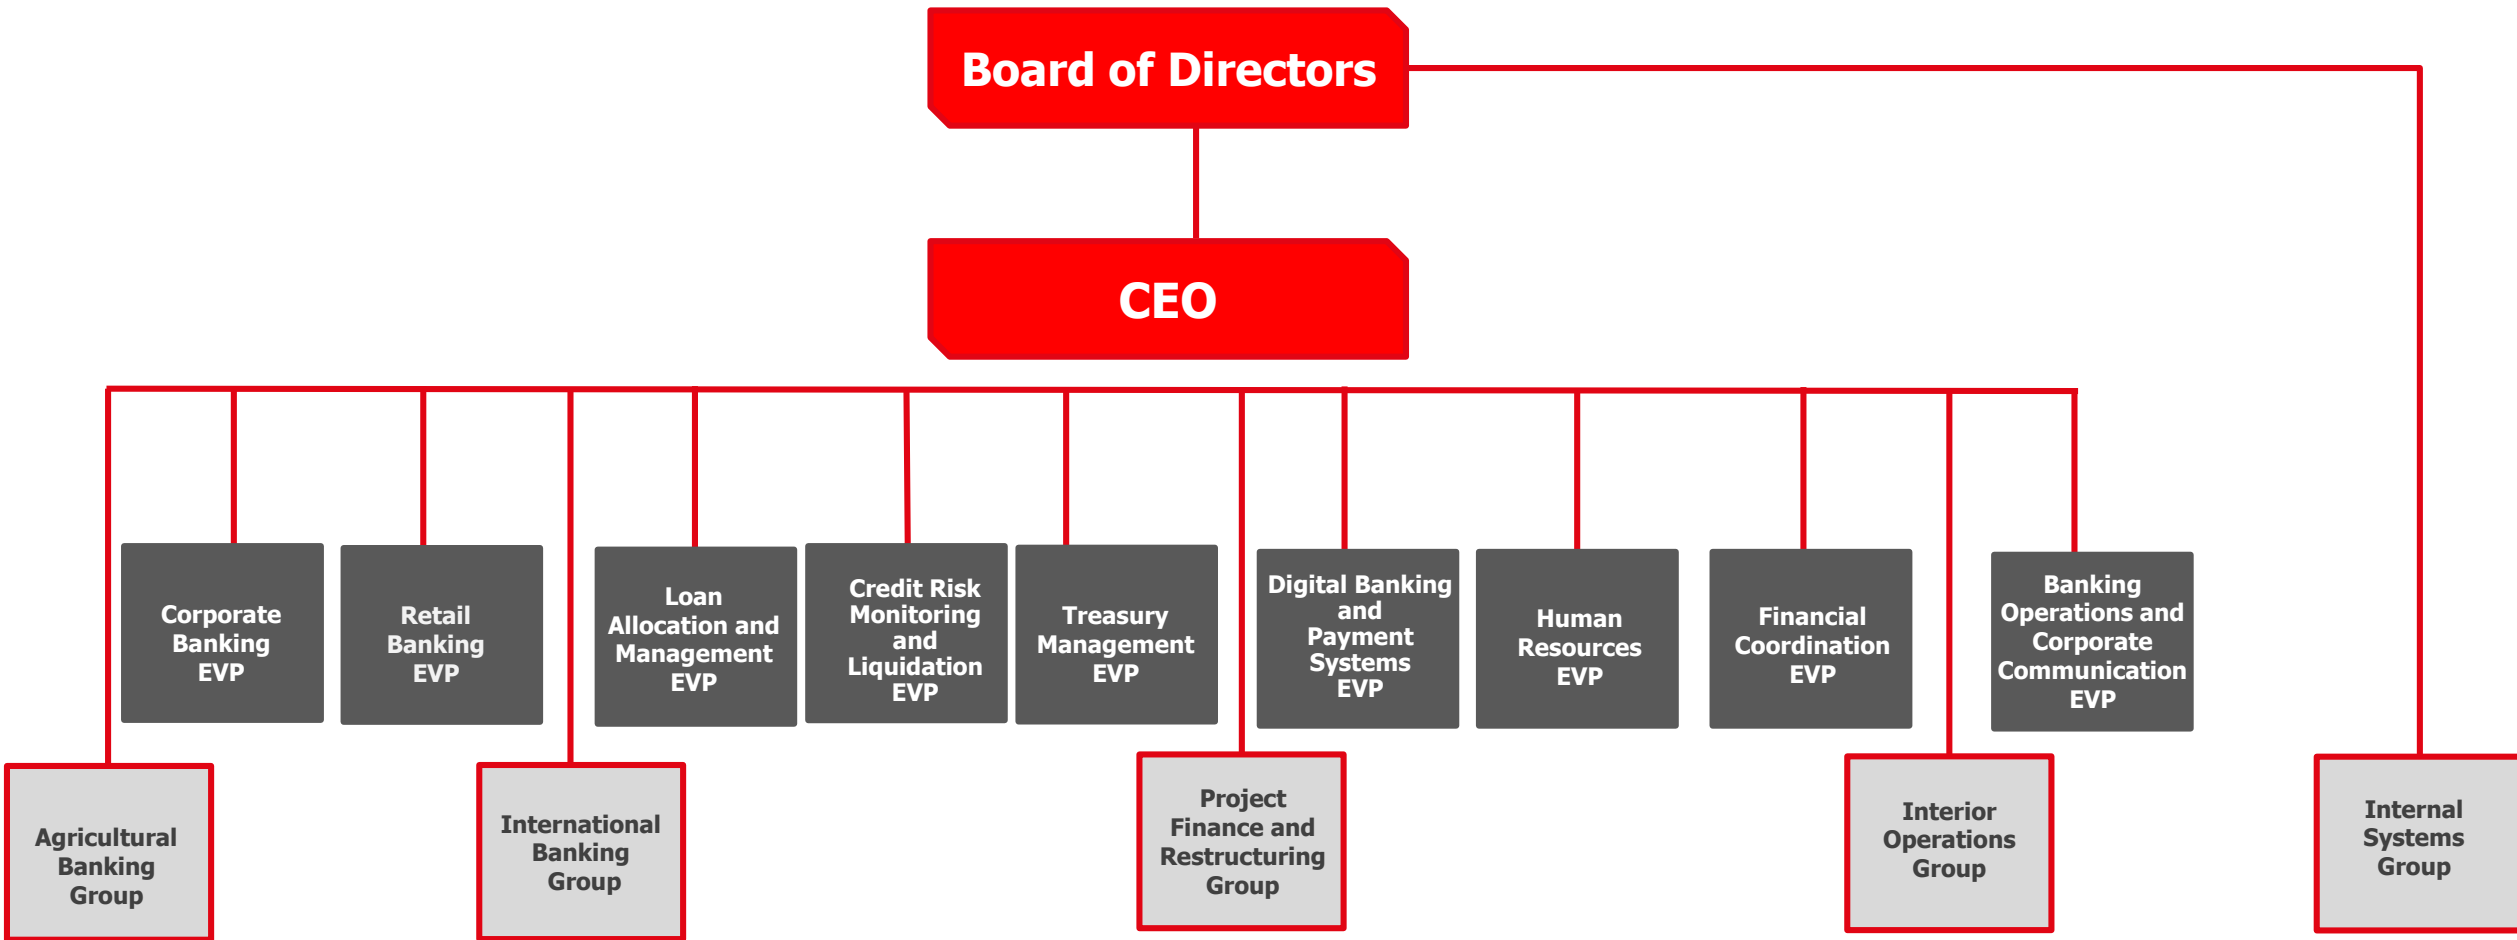 Board of Directors
CEO
Corporate
Banking
EVP
Retail
Banking
EVP
Loan
Allocation and
Management
EVP
Credit Risk
Monitoring
and
Liquidation
EVP
Treasury
Management
EVP
Digital Banking
and
Payment
Systems
EVP
Human
Resources
EVP
Financial
Coordination
EVP
Banking
Operations and
Corporate
Communication
EVP
Agricultural
Banking
Group
International
Banking
Group
Project
Finance and
Restructuring
Group
Interior
Operations
Group
Internal
Systems
Group